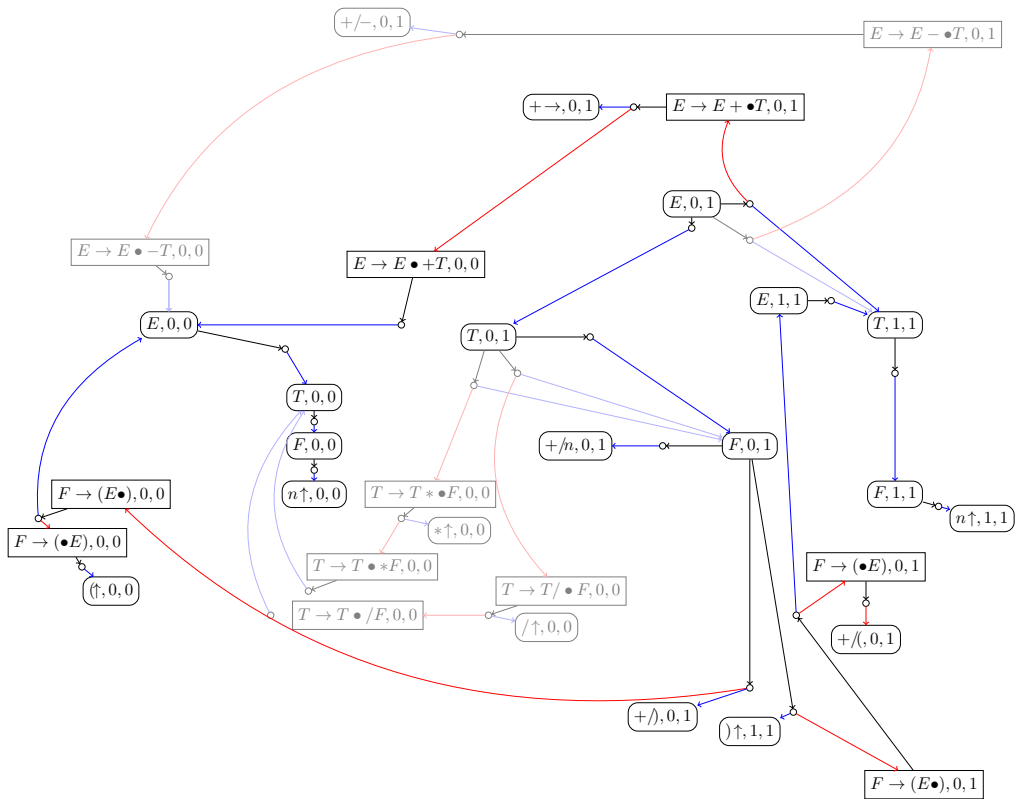 +/−, 0, 1
E → E − •T, 0, 1
+ →, 0, 1
E → E + •T, 0, 1
E, 0, 1
E → E • −T, 0, 0
E → E • +T, 0, 0
E, 1, 1
E, 0, 0
T, 0, 1
T, 1, 1
T, 0, 0
F, 0, 0
+/n, 0, 1
F, 0, 1
F → (E•), 0, 0
n↑, 0, 0
T → T ∗ •F, 0, 0
F, 1, 1
n↑, 1, 1
∗↑, 0, 0
F → (•E), 0, 0
T → T • ∗F, 0, 0
F → (•E), 0, 1
(↑, 0, 0
T → T/ • F, 0, 0
T → T • /F, 0, 0
/ ↑, 0, 0
+/(, 0, 1
+/), 0, 1
) ↑, 1, 1
F → (E•), 0, 1